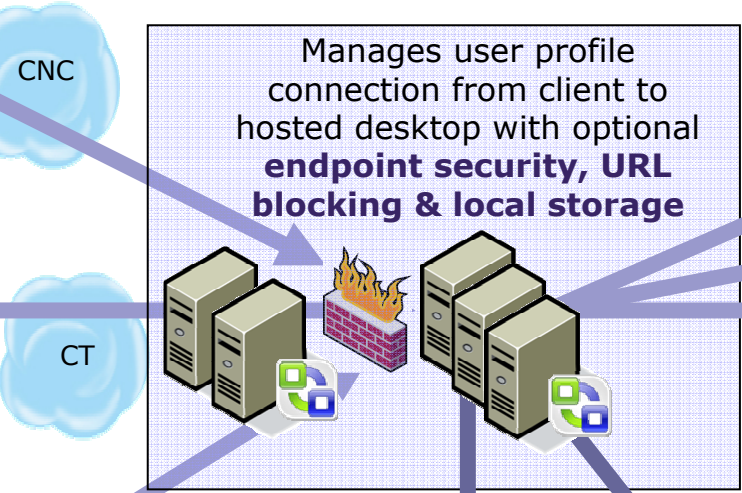 CNC
Manages user profile
connection from client to
hosted desktop with optional
endpoint security, URL
blocking & local storage
CT